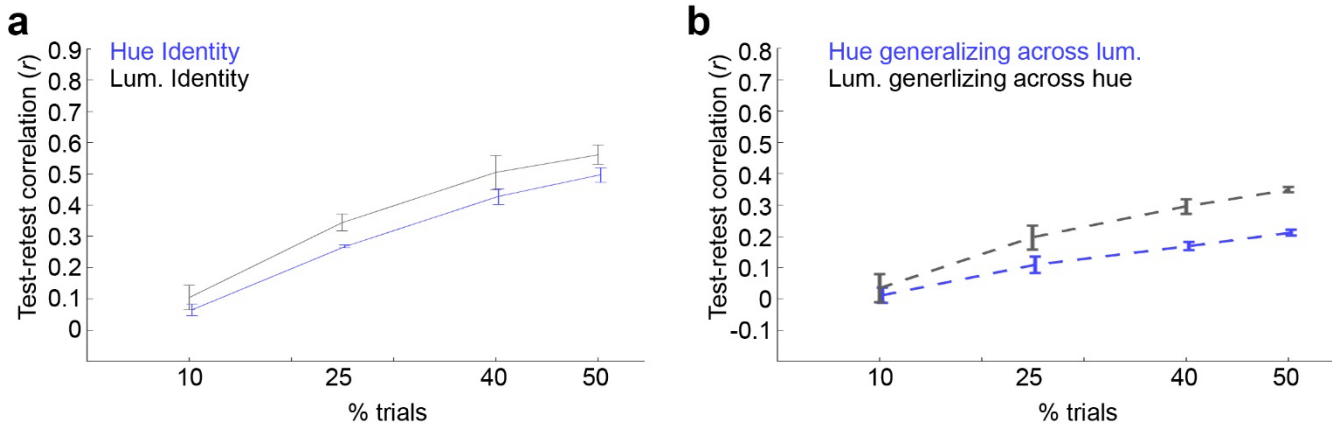 a
Hue Identity
Lum. Identity
Test-retest correlation (r)
0.9
0.8
0.7
0.6
0.5
0.4
0.3
0.2
0.1
0
10
25
40
50
% trials
b
Hue generalizing across lum.
Lum. generlizing across hue
Test-retest correlation (r)
0.8
0.7
0.6
0.5
0.4
0.3
0.2
0.1
0
-0.1
10
25
40
50
% trials